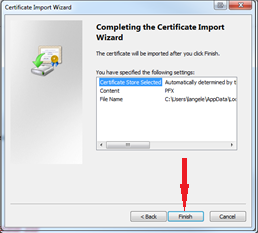 Certificate Import Wizard
Completing the Certificate Import
Wizard
The certificate will be imported after you click Finish.
You have specified the following settings:
Certificate Store Selected Automatically determined by t
Content PFX
File Name C:\Users\langele\AppData\Loc
< Back Finish Cancel